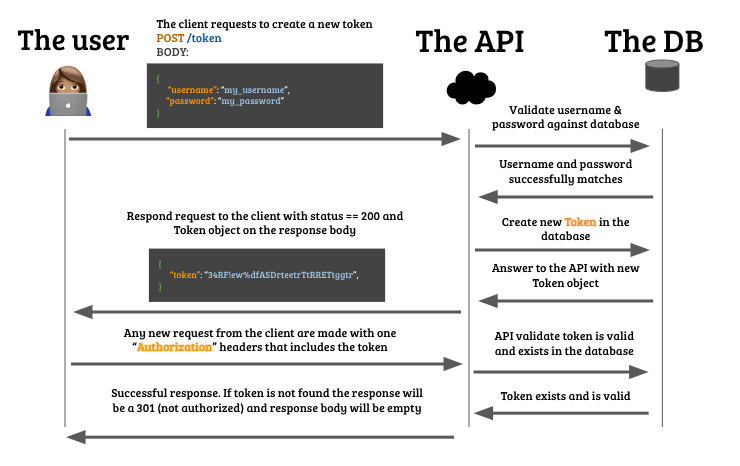 The user
The client requests to create a new token
POST /token
BODY:
{
"username": "my_username",
"password": "my_password"
}
The API
The DB
Validate username &
password against database
Username and password
successfully matches
Create new Token in the
database
Answer to the API with new
Token object
Respond request to the client with status == 200 and
Token object on the response body
{
"token": "34RF!ew%dfASDrteetrTtRRETtggtr",
}
Any new request from the client are made with one
"Authorization" headers that includes the token
API validate token is valid
and exists in the database
Token exists and is valid
Successful response. If token is not found the response will
be a 301 (not authorized) and response body will be empty